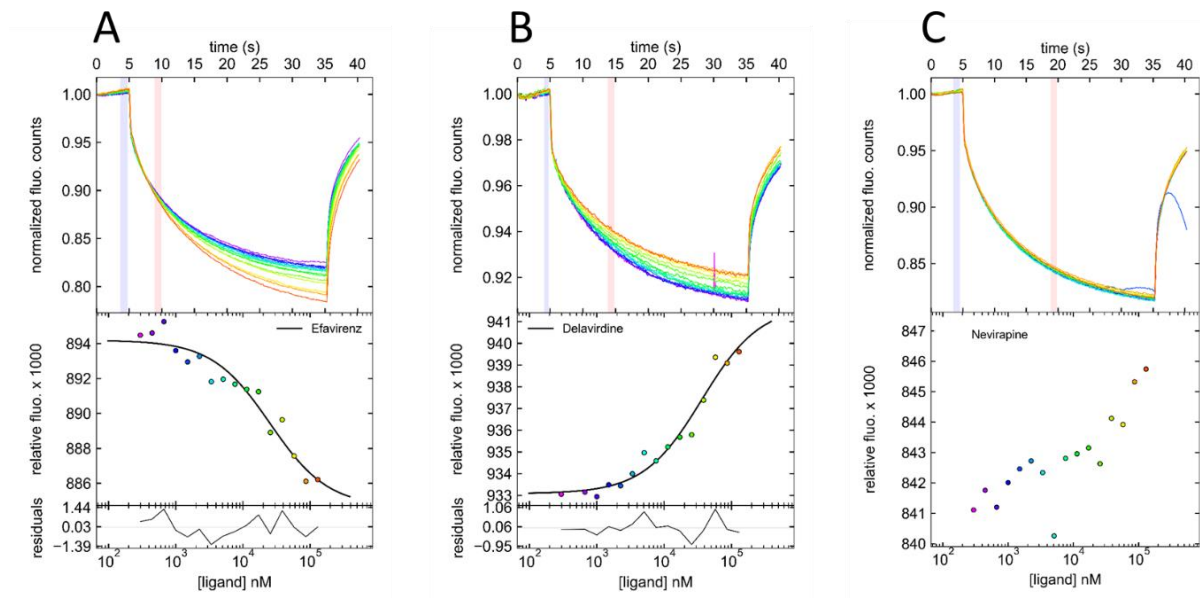 A
time (s)
0 5 10 15 20 25 30 35 40
normalized fluo. counts
1.00
0.95
0.90
0.85
0.80
Efavirenz
relative fluo. x 1000
894
892
890
888
886
residuals
1.44
0.03
−1.39
10² 10³ 10⁴ 10⁵
[ligand] nM
B
time (s)
0 5 10 15 20 25 30 35 40
normalized fluo. counts
1.00
0.98
0.96
0.94
0.92
Delavirdine
relative fluo. x 1000
941
940
939
938
937
936
935
934
933
residuals
1.06
0.06
−0.95
10² 10³ 10⁴ 10⁵
[ligand] nM
C
time (s)
0 5 10 15 20 25 30 35 40
normalized fluo. counts
1.00
0.95
0.90
0.85
Nevirapine
relative fluo. x 1000
847
846
845
844
843
842
841
840
10² 10³ 10⁴ 10⁵
[ligand] nM